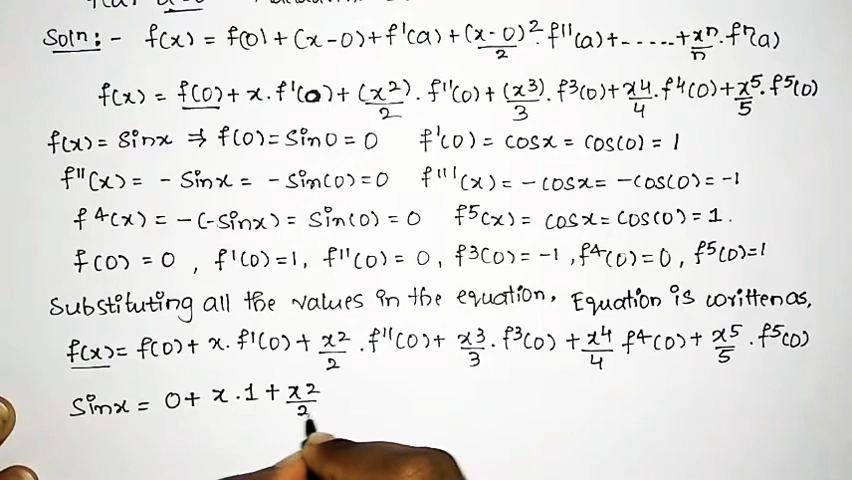 Soln:- f(x) = f(0) + (x-0) + f'(a) + (x-0)²/2 · f''(a) + ..... + xⁿ/n · fⁿ(a)
f(x) = f(0) + x · f'(0) + (x²)/2 · f''(0) + (x³)/3 · f³(0) + x4/4 · f⁴(0) + x⁵/5 · f⁵(0)
f(x) = sinx ⇒ f(0) = sin0 = 0 f'(0) = cosx = cos(0) = 1
f''(x) = - sinx = - sin(0) = 0 f'''(x) = -cosx = -cos(0) = -1
f⁴(x) = -(-sinx) = sin(0) = 0 f⁵(x) = cosx = cos(0) = 1.
f(0) = 0 , f'(0) = 1, f''(0) = 0, f³(0) = -1, f⁴(0) = 0, f⁵(0) = 1
Substituting all the values in the equation, Equation is written as,
f(x) = f(0) + x · f'(0) + x²/2 · f''(0) + x3/3 · f³(0) + x4/4 f⁴(0) + x5/5 · f⁵(0)
Sinx = 0 + x · 1 + x2/2